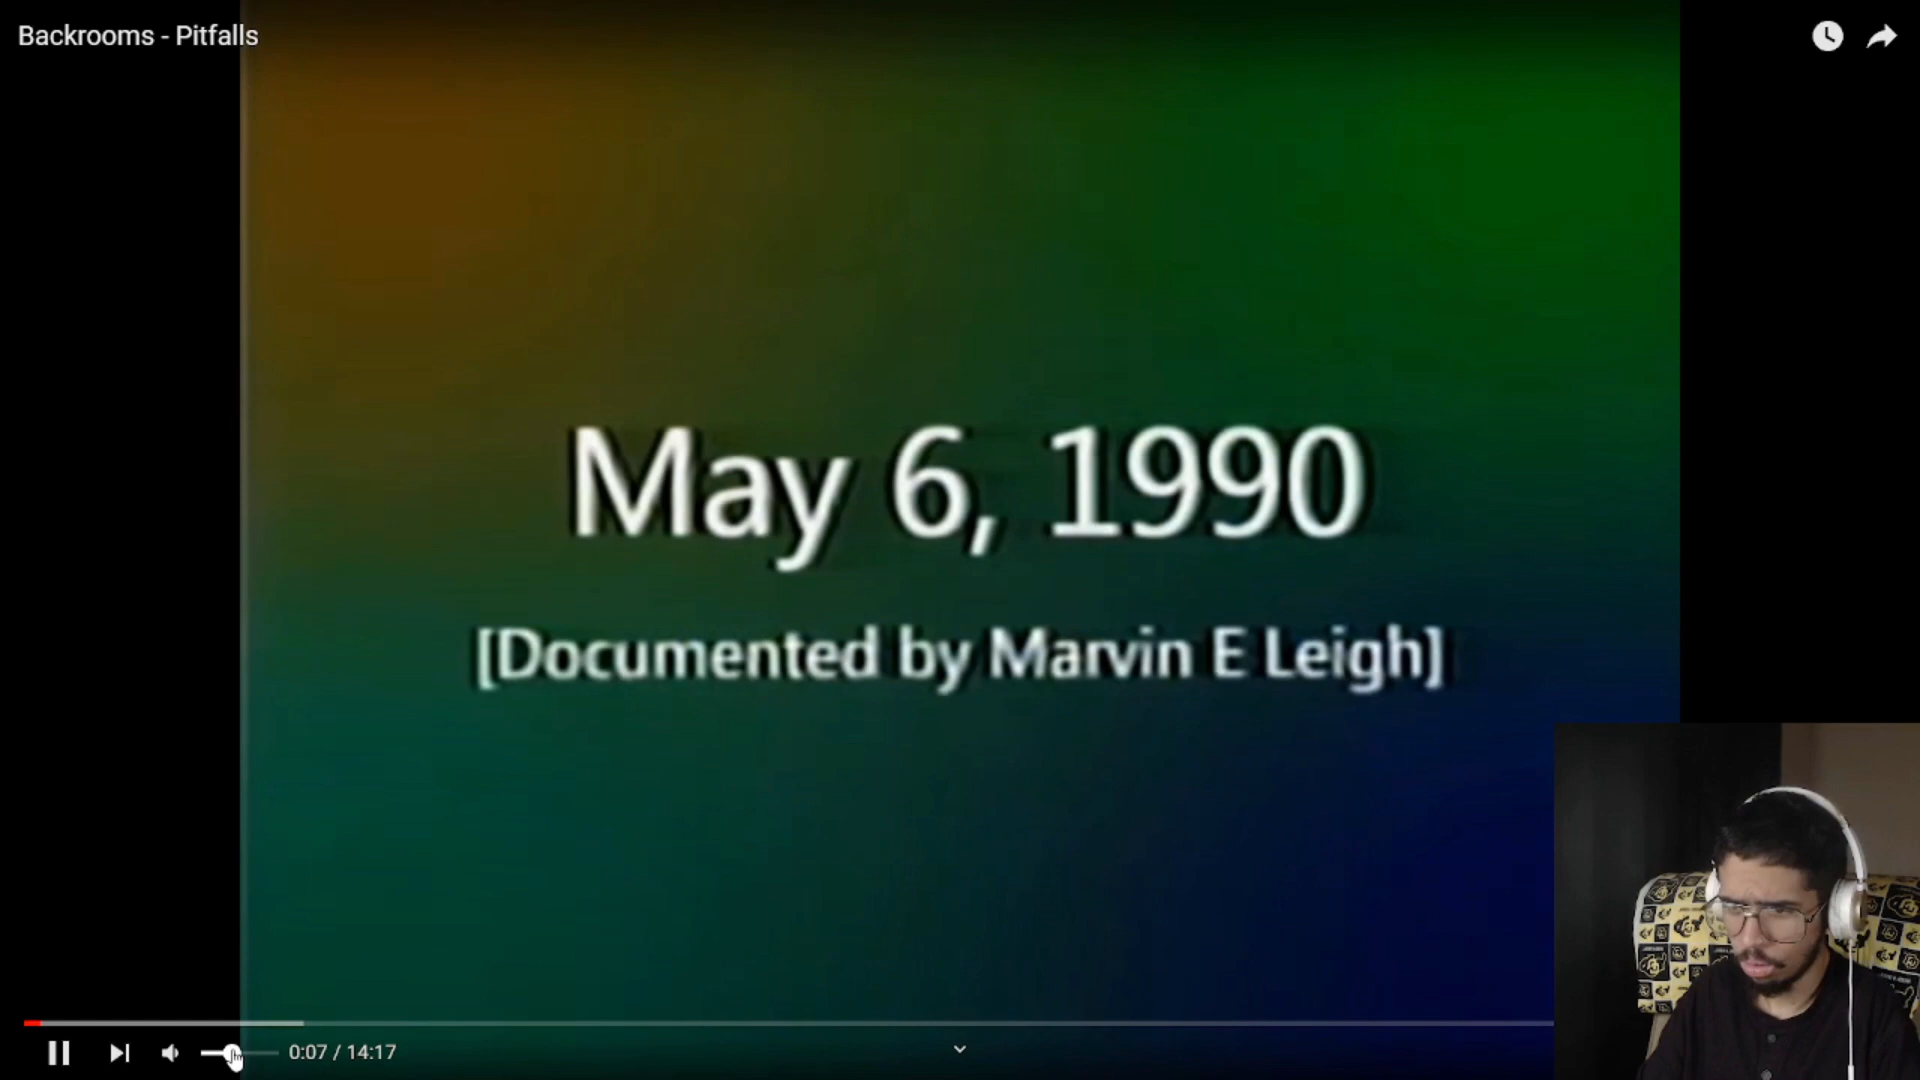 Backrooms - Pitfalls
May 6, 1990
[Documented by Marvin E Leigh]
0:07 / 14:17